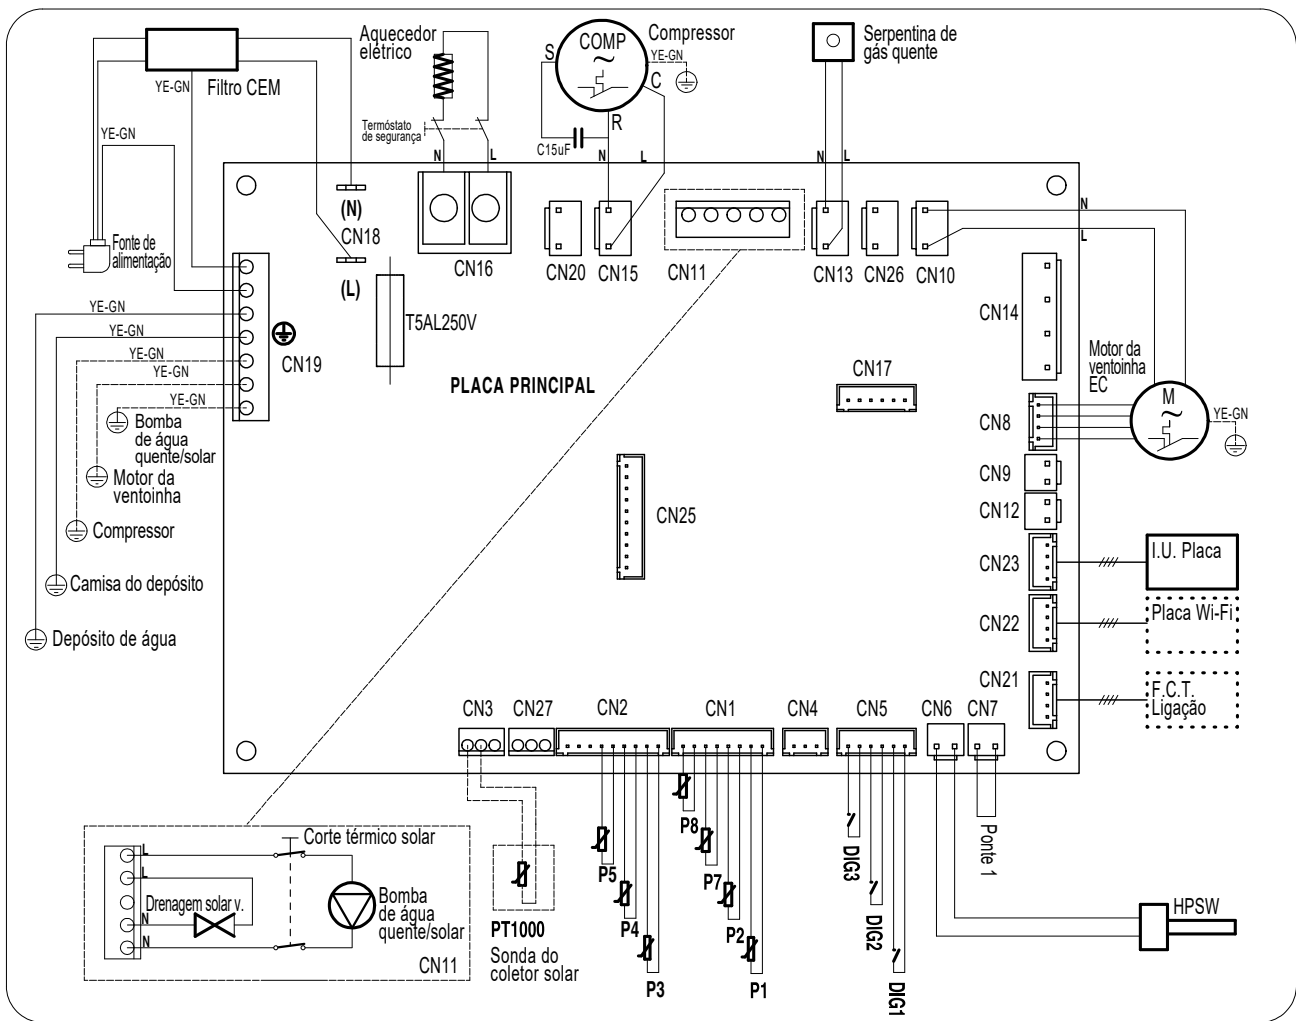 Filtro CEM
YE-GN
YE-GN
Fonte de
alimentação
Aquecedor
elétrico
Termóstato
de segurança
N
L
COMP
~
S
C
R
YE-GN
Compressor
C15uF
N
L
Serpentina de
gás quente
N
L
N
L
(N)
CN18
(L)
CN16
CN20
CN15
CN11
CN13
CN26
CN10
T5AL250V
CN19
PLACA PRINCIPAL
CN17
CN14
Motor da
ventoinha
EC
M
~
YE-GN
CN8
CN9
CN12
CN25
CN23
I.U. Placa
CN22
Placa Wi-Fi
CN21
F.C.T.
Ligação
YE-GN
YE-GN
YE-GN
YE-GN
YE-GN
Bomba
de água
quente/solar
Motor da
ventoinha
Compressor
Camisa do depósito
Depósito de água
CN3
CN27
CN2
CN1
CN4
CN5
CN6
CN7
P8
P5
P7
P4
P2
P3
P1
DIG3
DIG2
DIG1
Ponte 1
HPSW
PT1000
Sonda do
coletor solar
Corte térmico solar
L
L
Drenagem solar v.
N
N
Bomba
de água
quente/solar
CN11